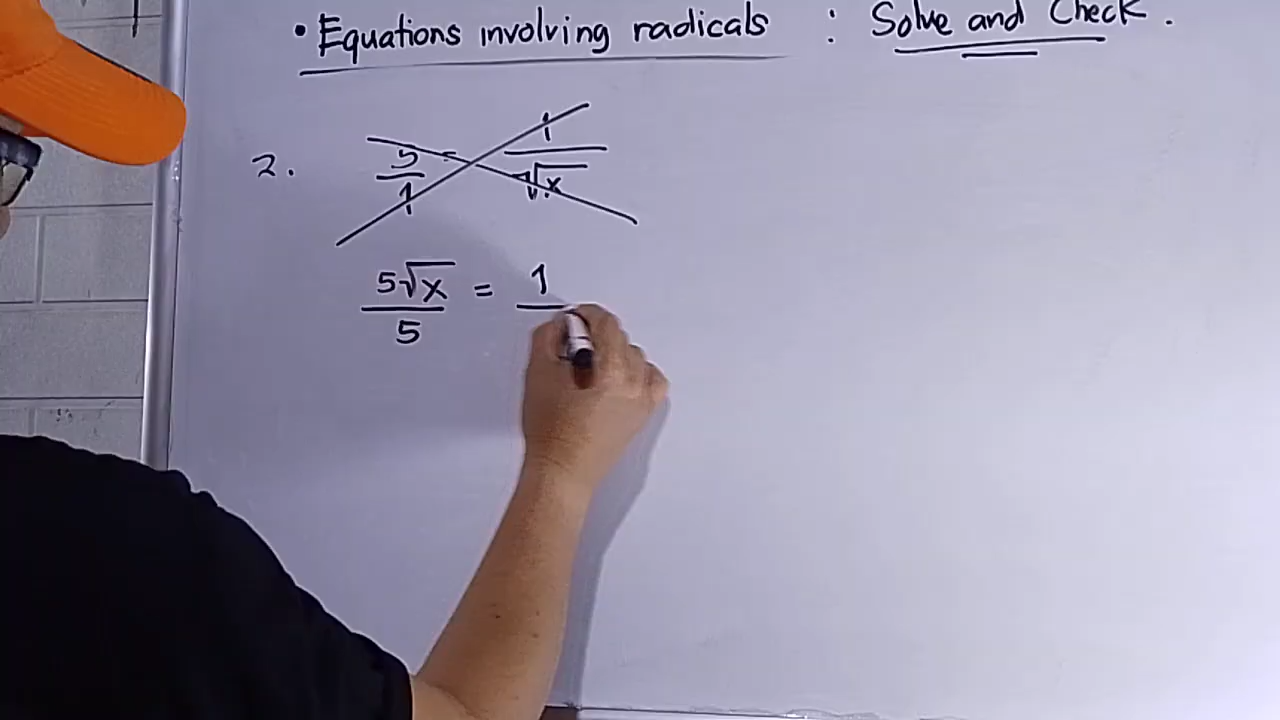 • Equations involving radicals : Solve and Check.
2. 5/1 = 1/√x
5√x/5 = 1